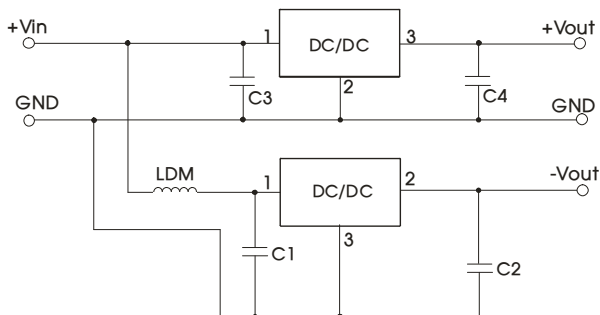 +Vin
1
DC/DC
3
+Vout
2
C3
C4
GND
GND
LDM
1
DC/DC
2
-Vout
3
C1
C2